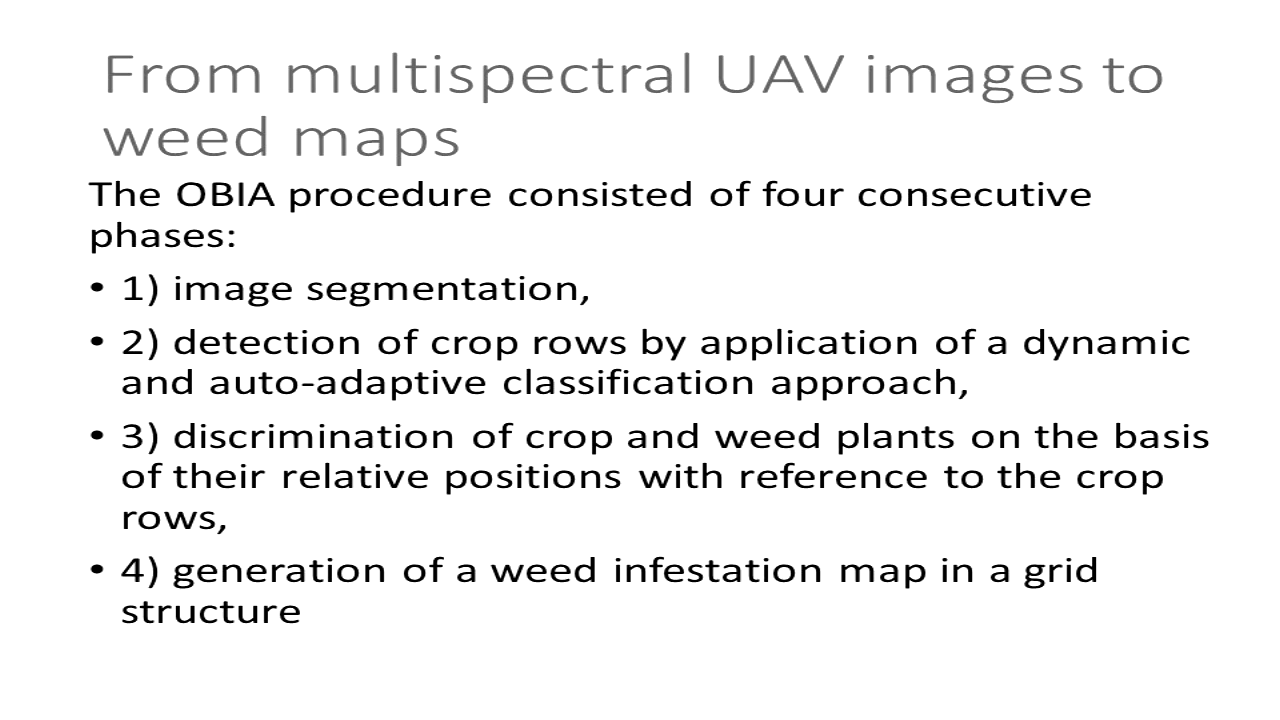 From multispectral UAV images to
weed maps
The OBIA procedure consisted of four consecutive
phases:
• 1) image segmentation,
• 2) detection of crop rows by application of a dynamic
and auto-adaptive classification approach,
• 3) discrimination of crop and weed plants on the basis
of their relative positions with reference to the crop
rows,
• 4) generation of a weed infestation map in a grid
structure